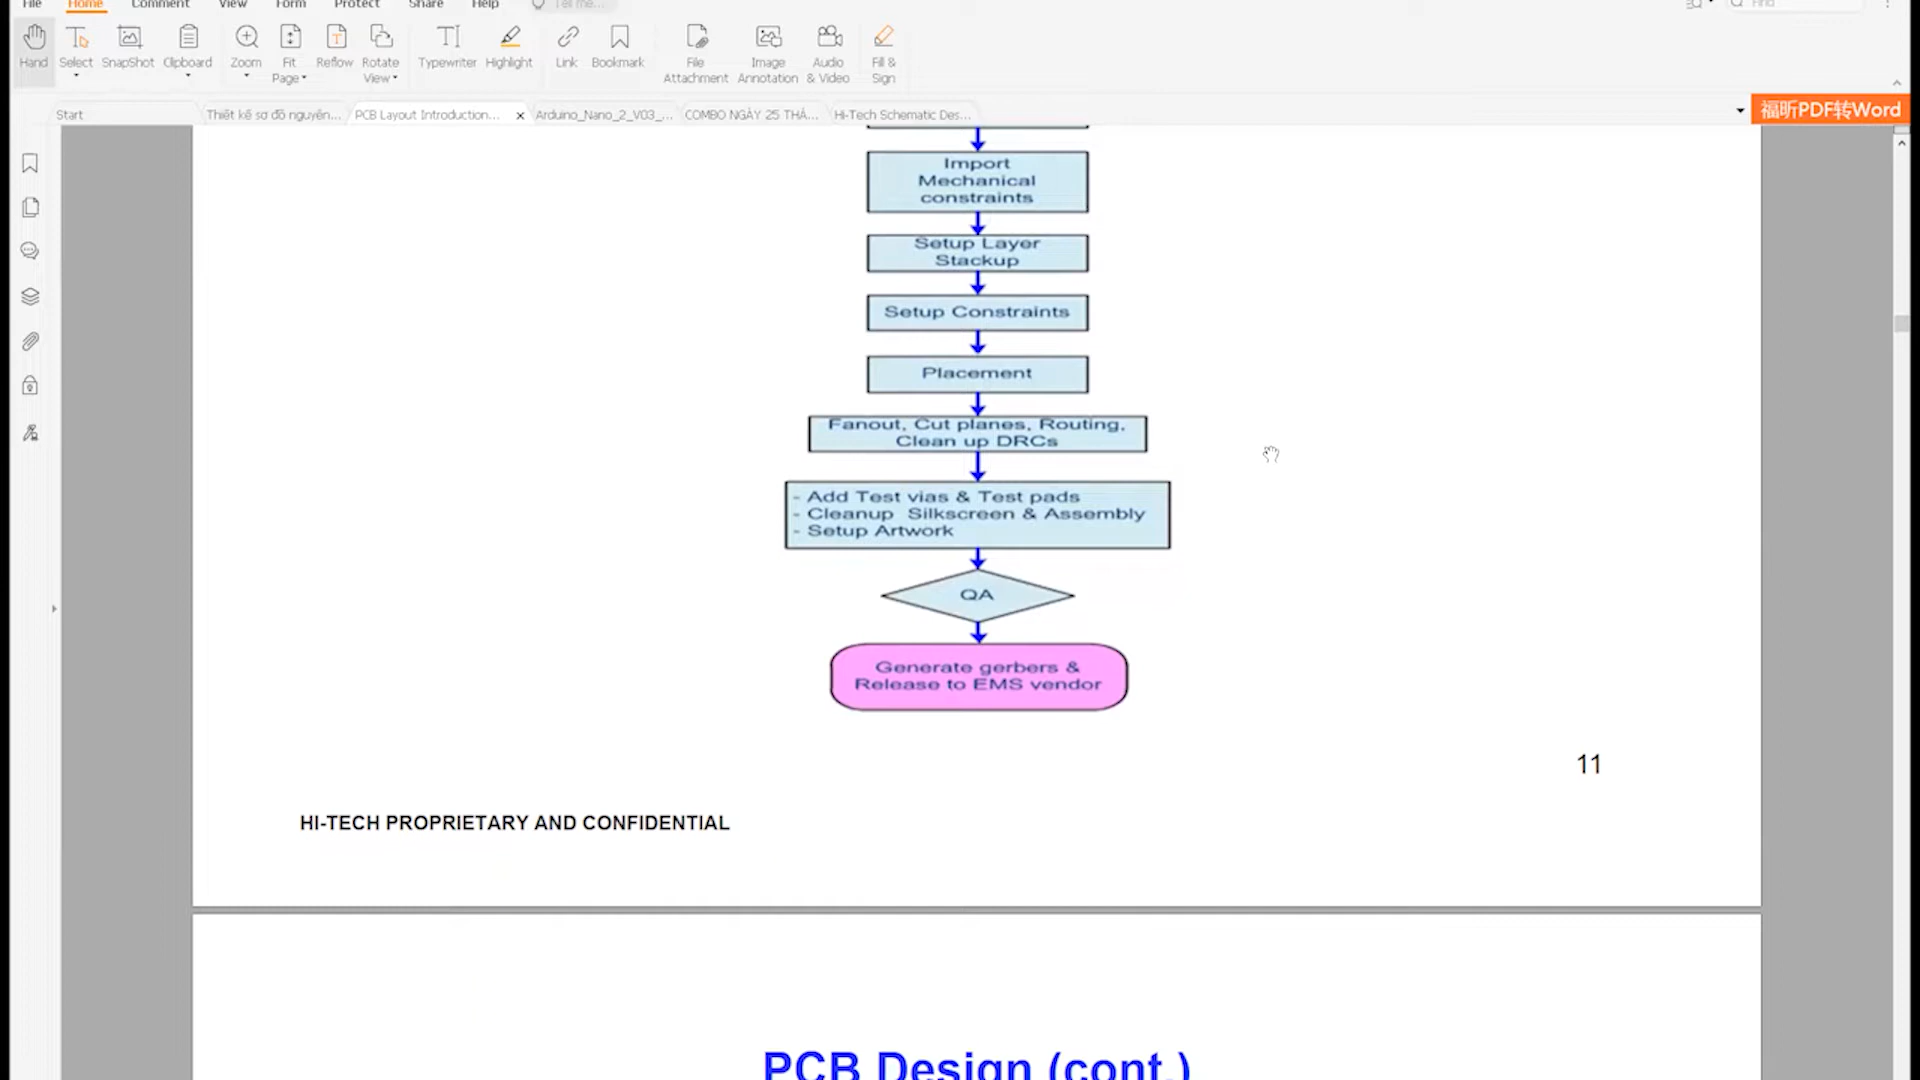 File Home Comment View Form Protect Share Help Tell me... Find
Hand Select SnapShot Clipboard Zoom Fit Page Reflow Rotate View Typewriter Highlight Link Bookmark File Attachment Image Annotation Audio & Video Fill & Sign
Start Thiết kế sơ đồ nguyên... PCB Layout Introduction... Arduino_Nano_2_V03_... COMBO NGÀY 25 THÁ... Hi-Tech Schematic Des... 福昕PDF转Word
Import
Mechanical
constraints
Setup Layer
Stackup
Setup Constraints
Placement
Fanout, Cut planes, Routing,
Clean up DRCs
- Add Test vias & Test pads
- Cleanup Silkscreen & Assembly
- Setup Artwork
QA
Generate gerbers &
Release to EMS vendor
11
HI-TECH PROPRIETARY AND CONFIDENTIAL
PCB Design (cont.)